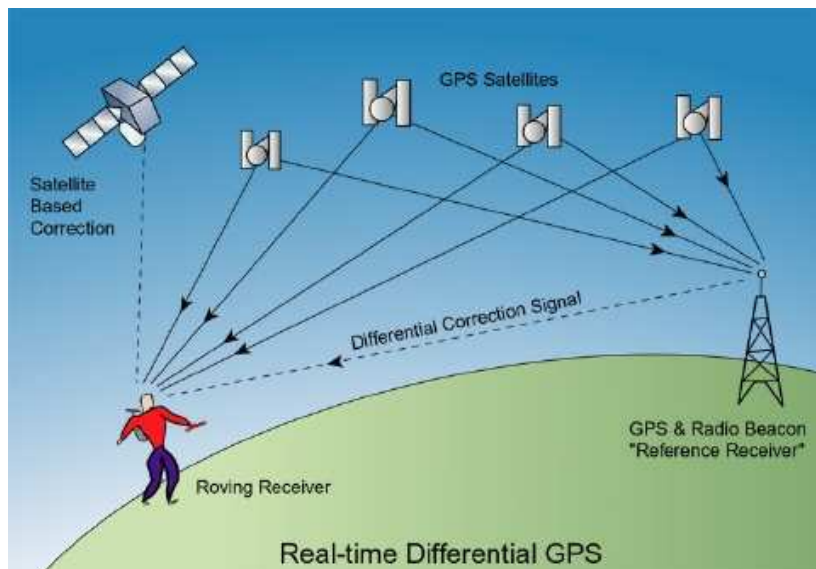 GPS Satellites
Satellite
Based
Correction
Differential Correction Signal
GPS & Radio Beacon
"Reference Receiver"
Roving Receiver
Real-time Differential GPS